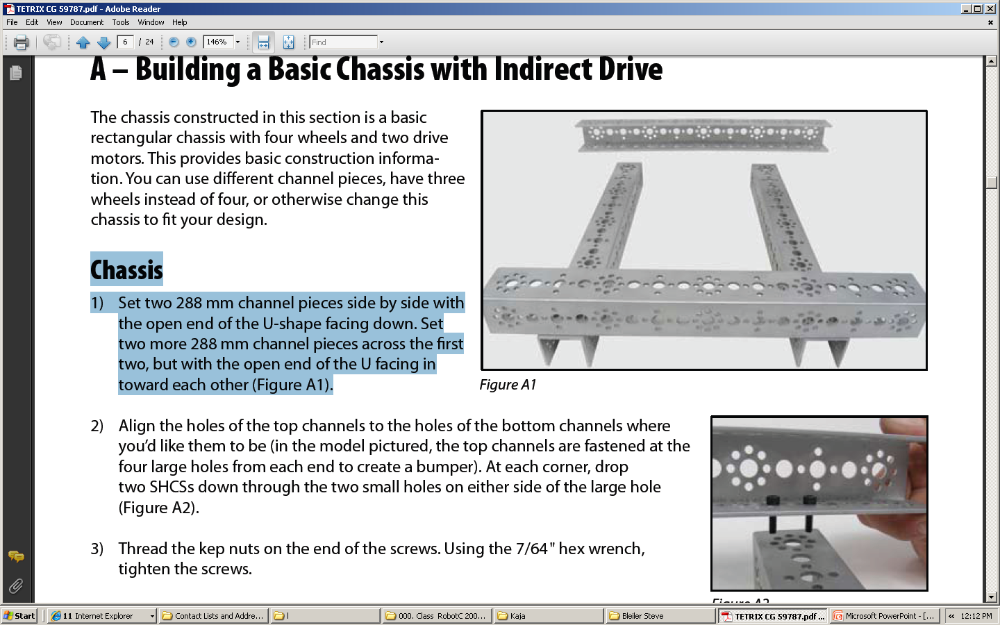 TETRIX CG 59787.pdf - Adobe Reader
File Edit View Document Tools Window Help
6 / 24 146% Find
A – Building a Basic Chassis with Indirect Drive
The chassis constructed in this section is a basic
rectangular chassis with four wheels and two drive
motors. This provides basic construction informa-
tion. You can use different channel pieces, have three
wheels instead of four, or otherwise change this
chassis to fit your design.
Chassis
1) Set two 288 mm channel pieces side by side with
the open end of the U-shape facing down. Set
two more 288 mm channel pieces across the first
two, but with the open end of the U facing in
toward each other (Figure A1).
Figure A1
2) Align the holes of the top channels to the holes of the bottom channels where
you’d like them to be (in the model pictured, the top channels are fastened at the
four large holes from each end to create a bumper). At each corner, drop
two SHCSs down through the two small holes on either side of the large hole
(Figure A2).
3) Thread the kep nuts on the end of the screws. Using the 7/64" hex wrench,
tighten the screws.
Figure A2
Start 11 Internet Explorer Contact Lists and Addre... I 000. Class RobotC 200... Kaja Bleiler Steve TETRIX CG 59787.pdf ... Microsoft PowerPoint - [... « 12:12 PM